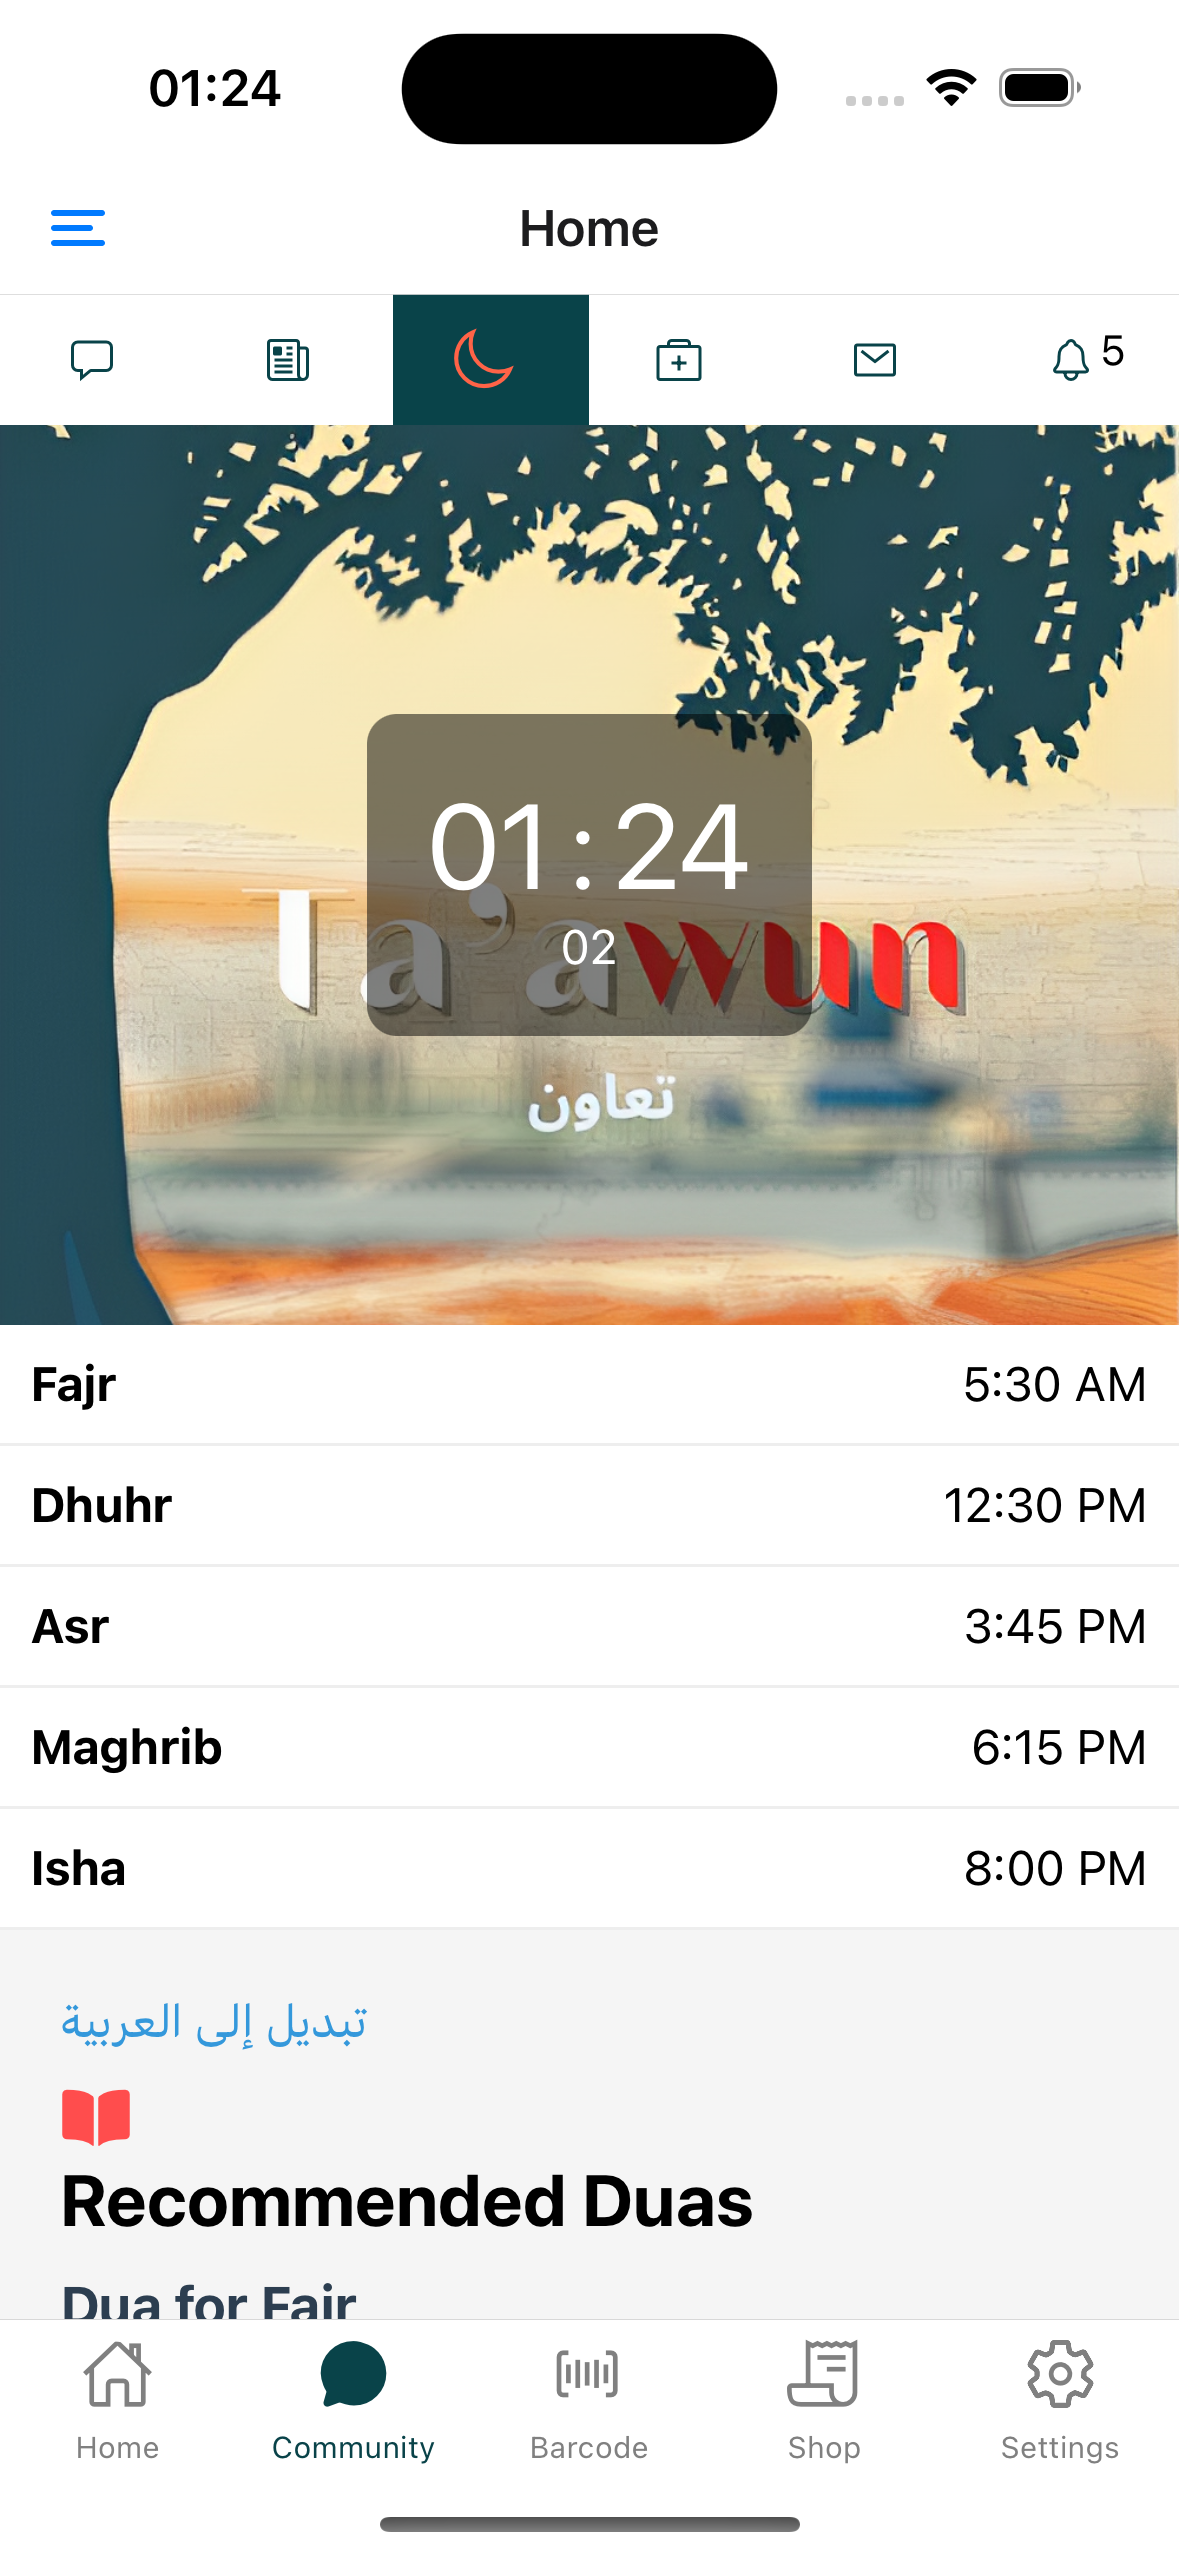 01:24
Home
5
01:24
02
Ta'awun
تعاون
Fajr 5:30 AM
Dhuhr 12:30 PM
Asr 3:45 PM
Maghrib 6:15 PM
Isha 8:00 PM
تبديل إلى العربية
Recommended Duas
Dua for Fajr
Home Community Barcode Shop Settings